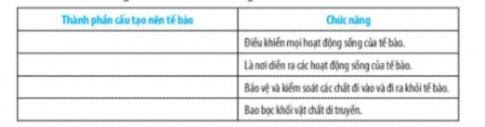 Thành phần cấu tạo nên tế bào Chức năng
Điều khiển mọi hoạt động sống của tế bào.
Là nơi diễn ra các hoạt động sống của tế bào.
Bảo vệ và kiểm soát các chất đi vào và đi ra khỏi tế bào.
Bao bọc khối vật chất di truyền.